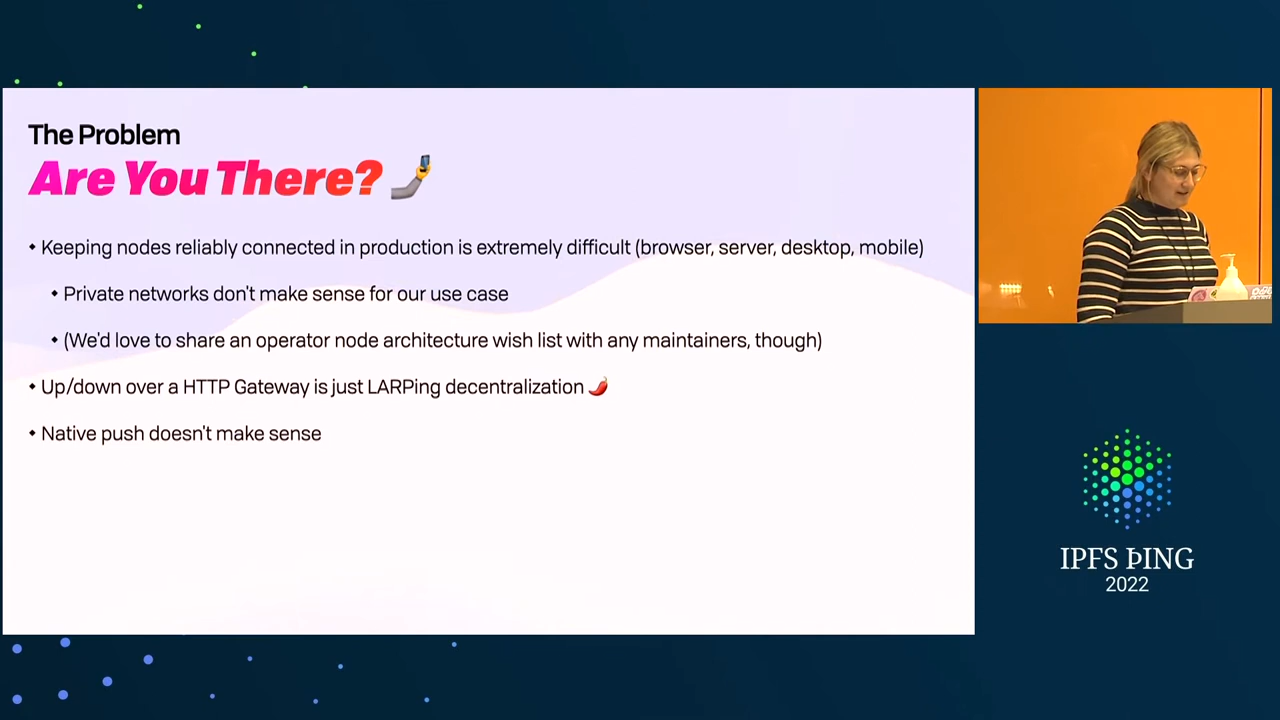 The Problem
Are You There? 🤳
• Keeping nodes reliably connected in production is extremely difficult (browser, server, desktop, mobile)
• Private networks don't make sense for our use case
• (We'd love to share an operator node architecture wish list with any maintainers, though)
• Up/down over a HTTP Gateway is just LARPing decentralization 🌶️
• Native push doesn't make sense
IPFS ÞING
2022